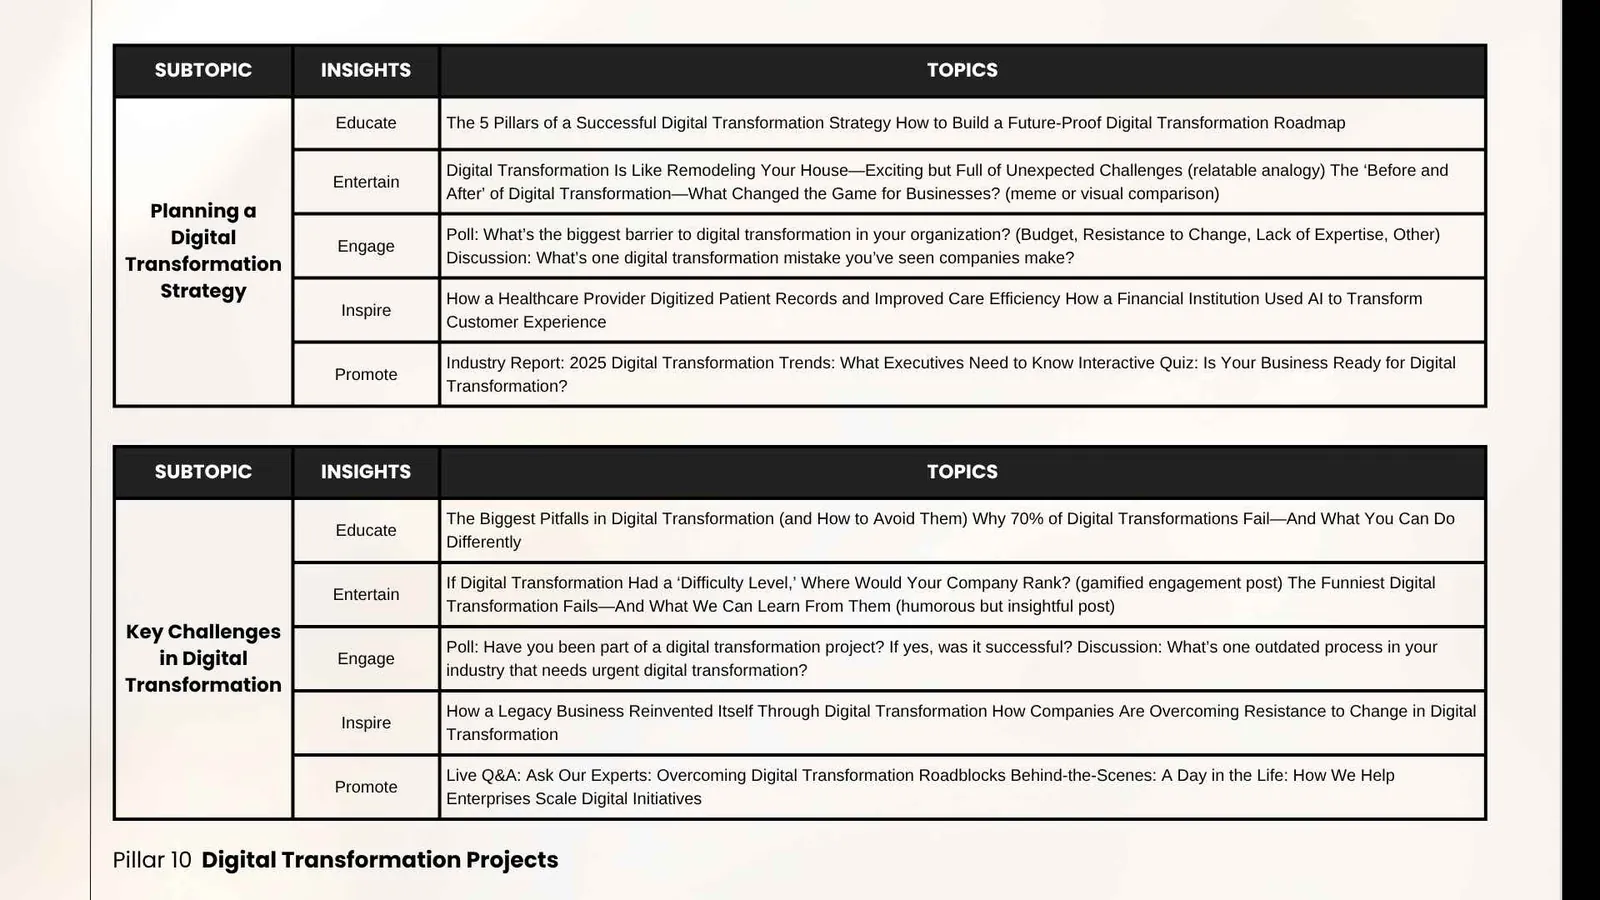 SUBTOPIC INSIGHTS TOPICS
Planning a
Digital
Transformation
Strategy
Educate
The 5 Pillars of a Successful Digital Transformation Strategy How to Build a Future-Proof Digital Transformation Roadmap
Entertain
Digital Transformation Is Like Remodeling Your House—Exciting but Full of Unexpected Challenges (relatable analogy) The ‘Before and
After’ of Digital Transformation—What Changed the Game for Businesses? (meme or visual comparison)
Engage
Poll: What’s the biggest barrier to digital transformation in your organization? (Budget, Resistance to Change, Lack of Expertise, Other)
Discussion: What’s one digital transformation mistake you’ve seen companies make?
Inspire
How a Healthcare Provider Digitized Patient Records and Improved Care Efficiency How a Financial Institution Used AI to Transform
Customer Experience
Promote
Industry Report: 2025 Digital Transformation Trends: What Executives Need to Know Interactive Quiz: Is Your Business Ready for Digital
Transformation?
SUBTOPIC INSIGHTS TOPICS
Key Challenges
in Digital
Transformation
Educate
The Biggest Pitfalls in Digital Transformation (and How to Avoid Them) Why 70% of Digital Transformations Fail—And What You Can Do
Differently
Entertain
If Digital Transformation Had a ‘Difficulty Level,’ Where Would Your Company Rank? (gamified engagement post) The Funniest Digital
Transformation Fails—And What We Can Learn From Them (humorous but insightful post)
Engage
Poll: Have you been part of a digital transformation project? If yes, was it successful? Discussion: What’s one outdated process in your
industry that needs urgent digital transformation?
Inspire
How a Legacy Business Reinvented Itself Through Digital Transformation How Companies Are Overcoming Resistance to Change in Digital
Transformation
Promote
Live Q&A: Ask Our Experts: Overcoming Digital Transformation Roadblocks Behind-the-Scenes: A Day in the Life: How We Help
Enterprises Scale Digital Initiatives
Pillar 10 Digital Transformation Projects